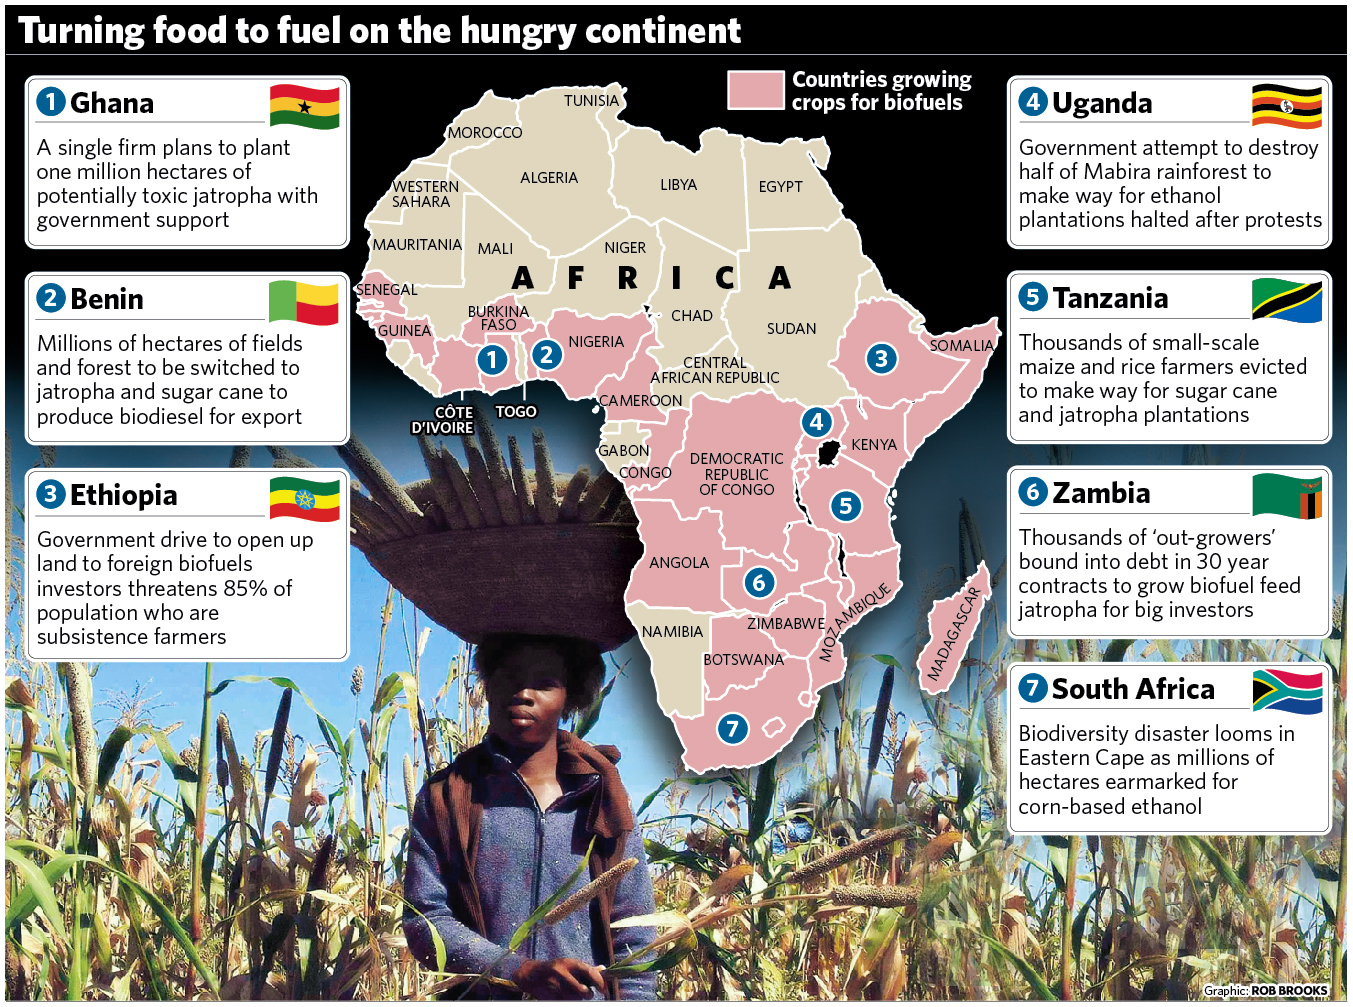 Turning food to fuel on the hungry continent
1 Ghana
A single firm plans to plant
one million hectares of
potentially toxic jatropha with
government support
2 Benin
Millions of hectares of fields
and forest to be switched to
jatropha and sugar cane to
produce biodiesel for export
3 Ethiopia
Government drive to open up
land to foreign biofuels
investors threatens 85% of
population who are
subsistence farmers
Countries growing
crops for biofuels
TUNISIA
MOROCCO
ALGERIA
LIBYA
EGYPT
WESTERN
SAHARA
MAURITANIA
MALI
NIGER
AFRICA
SENEGAL
BURKINA
FASO
GUINEA
CHAD
SUDAN
NIGERIA
1
2
3
SOMALIA
CENTRAL
AFRICAN REPUBLIC
CAMEROON
CÔTE
D'IVOIRE
TOGO
4
KENYA
GABON
CONGO
DEMOCRATIC
REPUBLIC
OF CONGO
5
ANGOLA
6
ZIMBABWE
MOZAMBIQUE
MADAGASCAR
NAMIBIA
BOTSWANA
7
4 Uganda
Government attempt to destroy
half of Mabira rainforest to
make way for ethanol
plantations halted after protests
5 Tanzania
Thousands of small-scale
maize and rice farmers evicted
to make way for sugar cane
and jatropha plantations
6 Zambia
Thousands of ‘out-growers’
bound into debt in 30 year
contracts to grow biofuel feed
jatropha for big investors
7 South Africa
Biodiversity disaster looms in
Eastern Cape as millions of
hectares earmarked for
corn-based ethanol
Graphic: ROB BROOKS